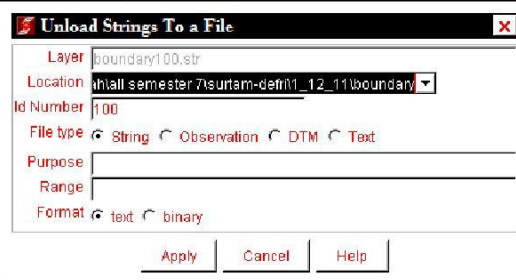 Unload Strings To a File
Layer boundary100.str
Location ah\all semester 7\surtam-defri\1_12_11\boundary
Id Number 100
File type String Observation DTM Text
Purpose
Range
Format text binary
Apply Cancel Help